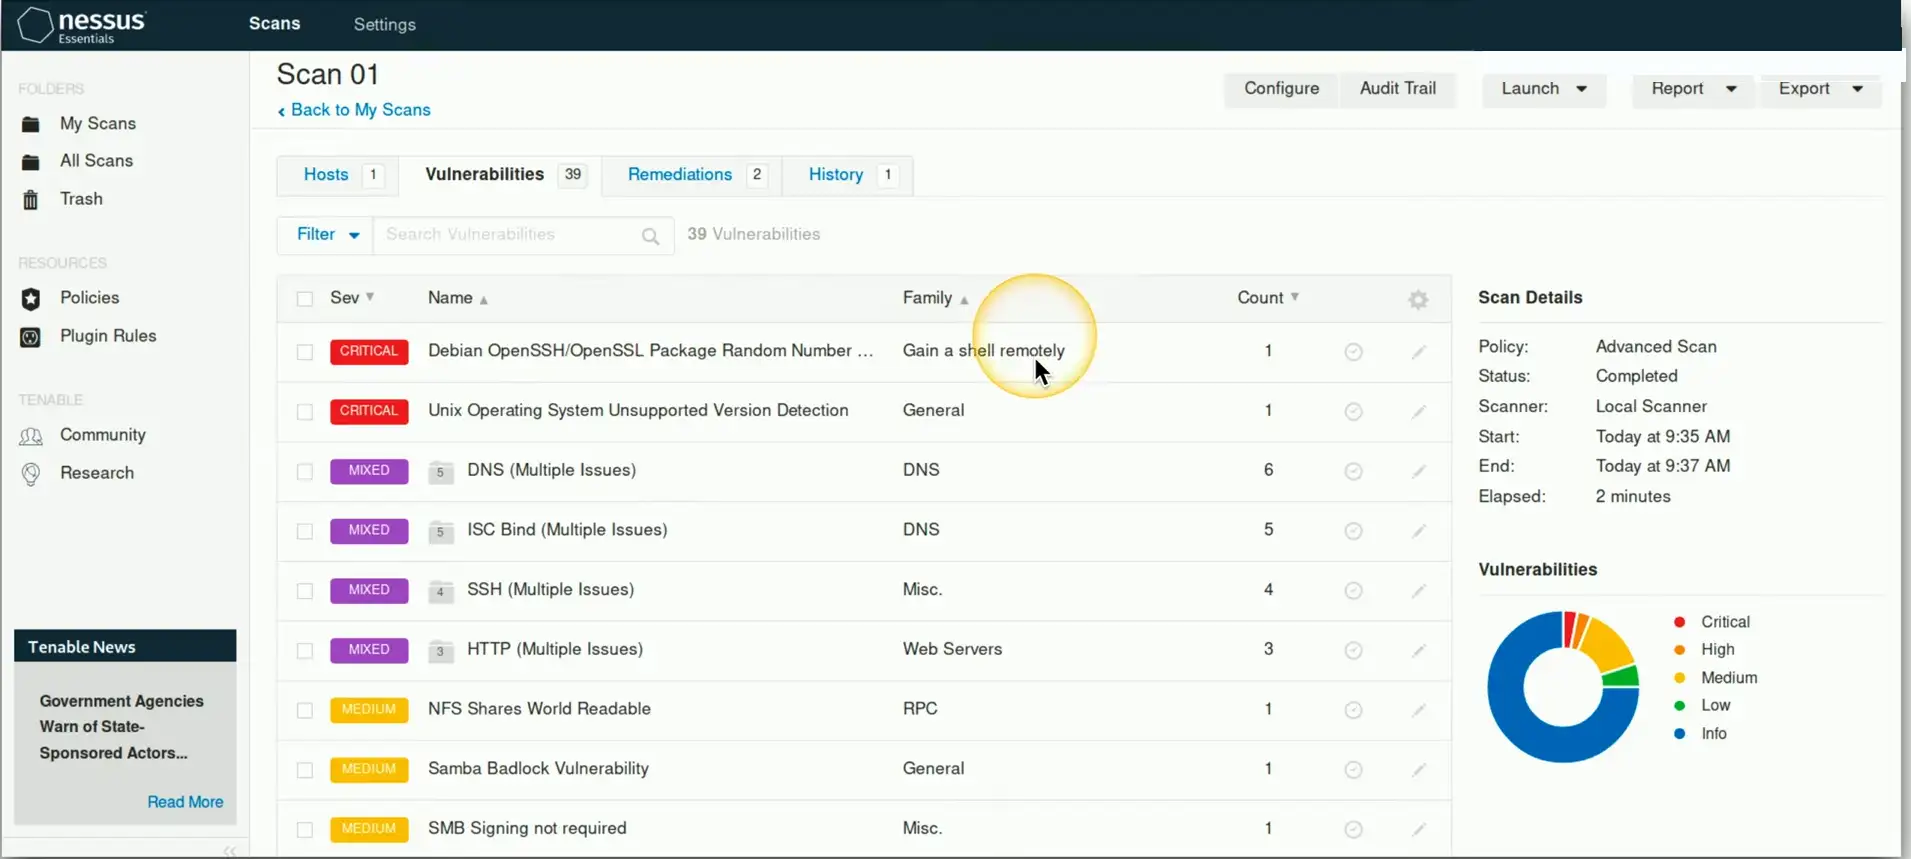 nessus
Essentials
Scans
Settings
FOLDERS
My Scans
All Scans
Trash
RESOURCES
Policies
Plugin Rules
TENABLE
Community
Research
Tenable News
Government Agencies
Warn of State-
Sponsored Actors...
Read More
Scan 01
Back to My Scans
Configure
Audit Trail
Launch
Report
Export
Hosts 1
Vulnerabilities 39
Remediations 2
History 1
Filter
Search Vulnerabilities
39 Vulnerabilities
Sev Name Family Count
CRITICAL Debian OpenSSH/OpenSSL Package Random Number ... Gain a shell remotely 1
CRITICAL Unix Operating System Unsupported Version Detection General 1
MIXED 5 DNS (Multiple Issues) DNS 6
MIXED 5 ISC Bind (Multiple Issues) DNS 5
MIXED 4 SSH (Multiple Issues) Misc. 4
MIXED 3 HTTP (Multiple Issues) Web Servers 3
MEDIUM NFS Shares World Readable RPC 1
MEDIUM Samba Badlock Vulnerability General 1
MEDIUM SMB Signing not required Misc. 1
Scan Details
Policy: Advanced Scan
Status: Completed
Scanner: Local Scanner
Start: Today at 9:35 AM
End: Today at 9:37 AM
Elapsed: 2 minutes
Vulnerabilities
Critical
High
Medium
Low
Info